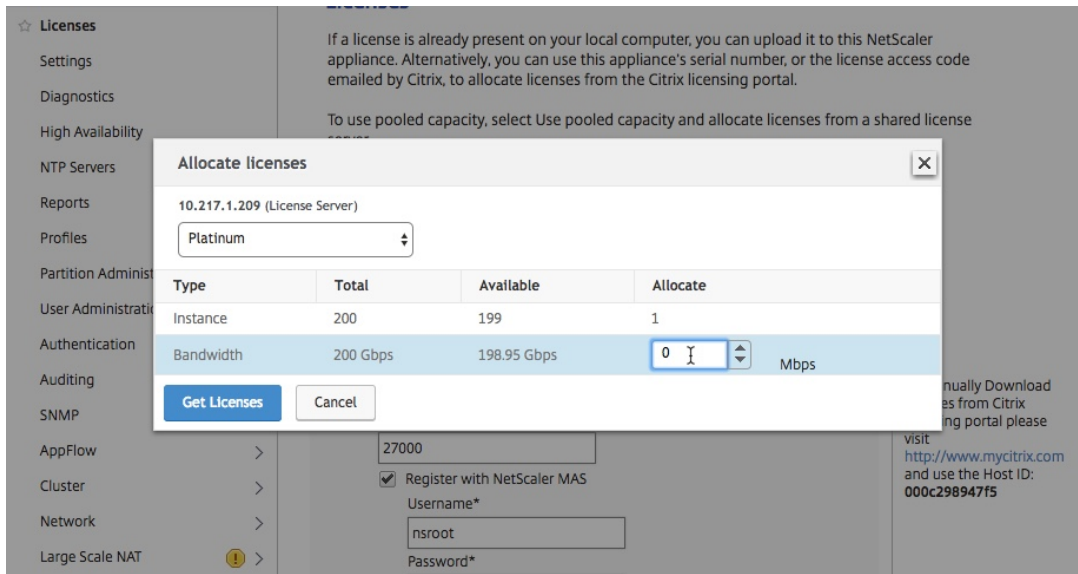 Licenses
Settings
Diagnostics
High Availability
NTP Servers
Reports
Profiles
Partition Administ
User Administratio
Authentication
Auditing
SNMP
AppFlow
Cluster
Network
Large Scale NAT
Licenses
If a license is already present on your local computer, you can upload it to this NetScaler
appliance. Alternatively, you can use this appliance's serial number, or the license access code
emailed by Citrix, to allocate licenses from the Citrix licensing portal.
To use pooled capacity, select Use pooled capacity and allocate licenses from a shared license
Allocate licenses
10.217.1.209 (License Server)
Platinum
Type Total Available Allocate
Instance 200 199 1
Bandwidth 200 Gbps 198.95 Gbps 0 Mbps
Get Licenses Cancel
27000
Register with NetScaler MAS
Username*
nsroot
Password*
nually Download
es from Citrix
ing portal please
visit
http://www.mycitrix.com
and use the Host ID:
000c298947f5